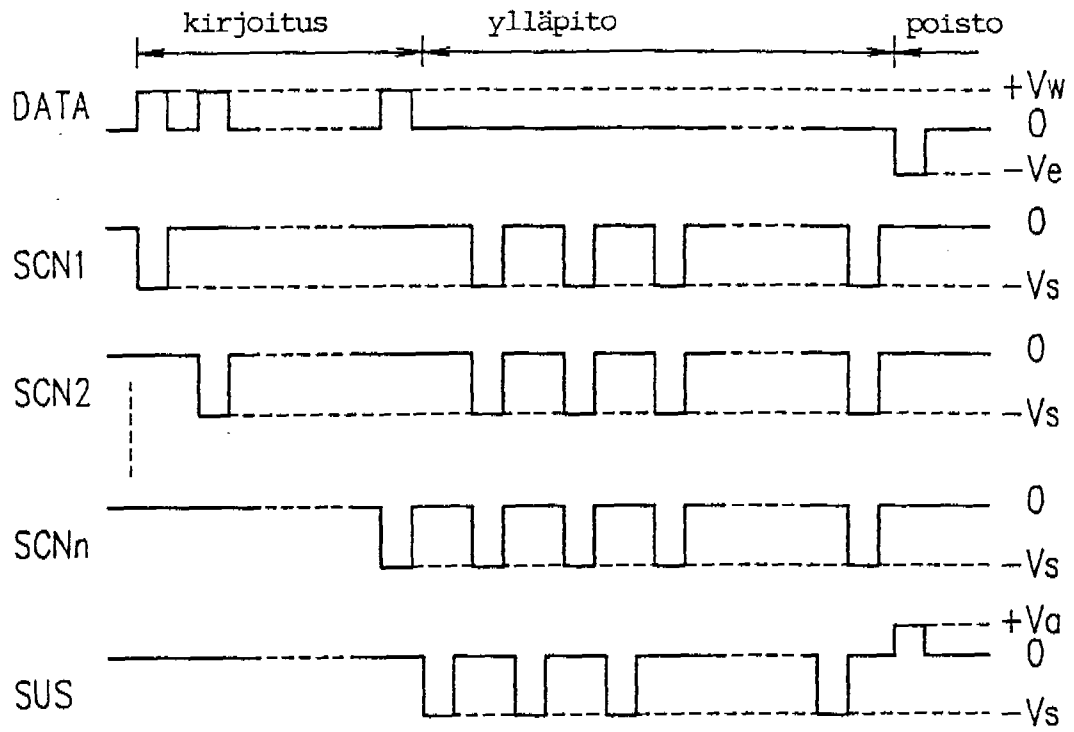 kirjoitus ylläpito poisto
DATA
+Vw
0
-Ve
SCN1
0
-Vs
SCN2
0
-Vs
SCNn
0
-Vs
SUS
+Va
0
-Vs